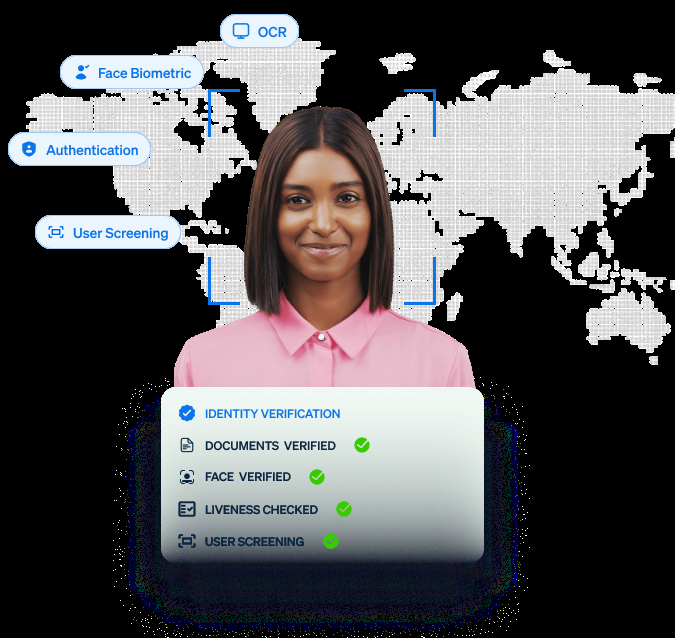 OCR
Face Biometric
Authentication
User Screening
IDENTITY VERIFICATION
DOCUMENTS VERIFIED
FACE VERIFIED
LIVENESS CHECKED
USER SCREENING